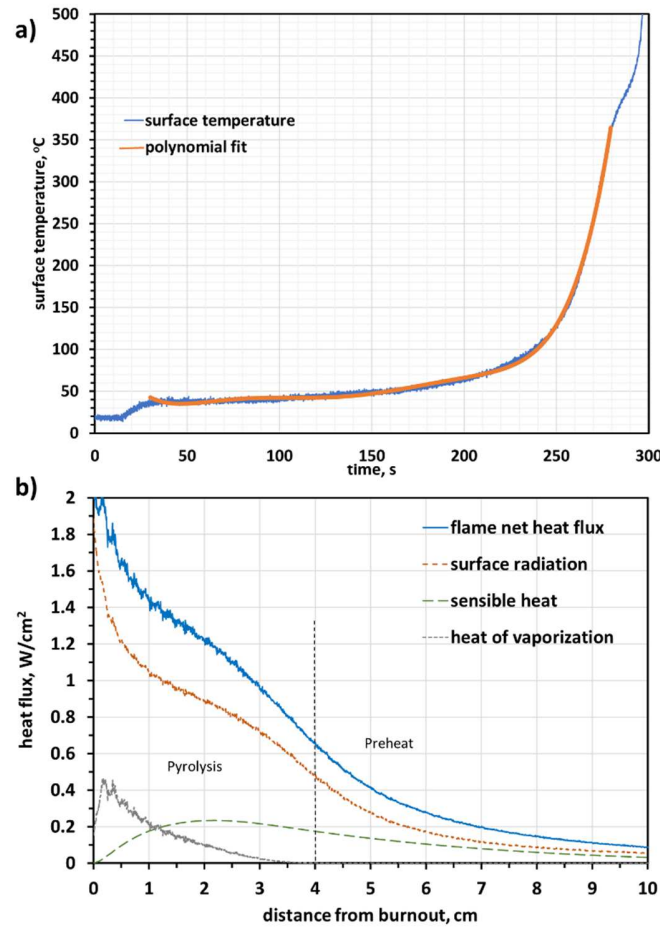 a)
500
450
400
350
300
250
200
150
100
50
0
surface temperature, °C
surface temperature
polynomial fit
0 50 100 150 200 250 300
time, s
b)
2
1.8
1.6
1.4
1.2
1
0.8
0.6
0.4
0.2
0
heat flux, W/cm²
flame net heat flux
surface radiation
sensible heat
heat of vaporization
Preheat
Pyrolysis
0 1 2 3 4 5 6 7 8 9 10
distance from burnout, cm